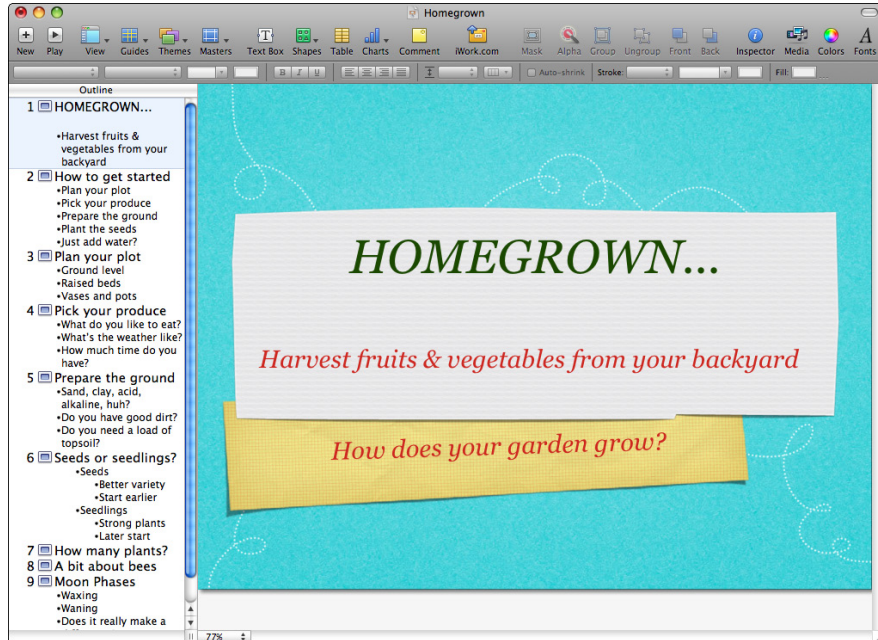 Homegrown
New Play View Guides Themes Masters Text Box Shapes Table Charts Comment iWork.com Mask Alpha Group Ungroup Front Back Inspector Media Colors Fonts
B I U Auto-shrink Stroke: Fill:
Outline
1 HOMEGROWN...
•Harvest fruits &
vegetables from your
backyard
2 How to get started
•Plan your plot
•Pick your produce
•Prepare the ground
•Plant the seeds
•Just add water?
3 Plan your plot
•Ground level
•Raised beds
•Vases and pots
4 Pick your produce
•What do you like to eat?
•What's the weather like?
•How much time do you
have?
5 Prepare the ground
•Sand, clay, acid,
alkaline, huh?
•Do you have good dirt?
•Do you need a load of
topsoil?
6 Seeds or seedlings?
•Seeds
•Better variety
•Start earlier
•Seedlings
•Strong plants
•Later start
7 How many plants?
8 A bit about bees
9 Moon Phases
•Waxing
•Waning
•Does it really make a
HOMEGROWN...
Harvest fruits & vegetables from your backyard
How does your garden grow?
77%